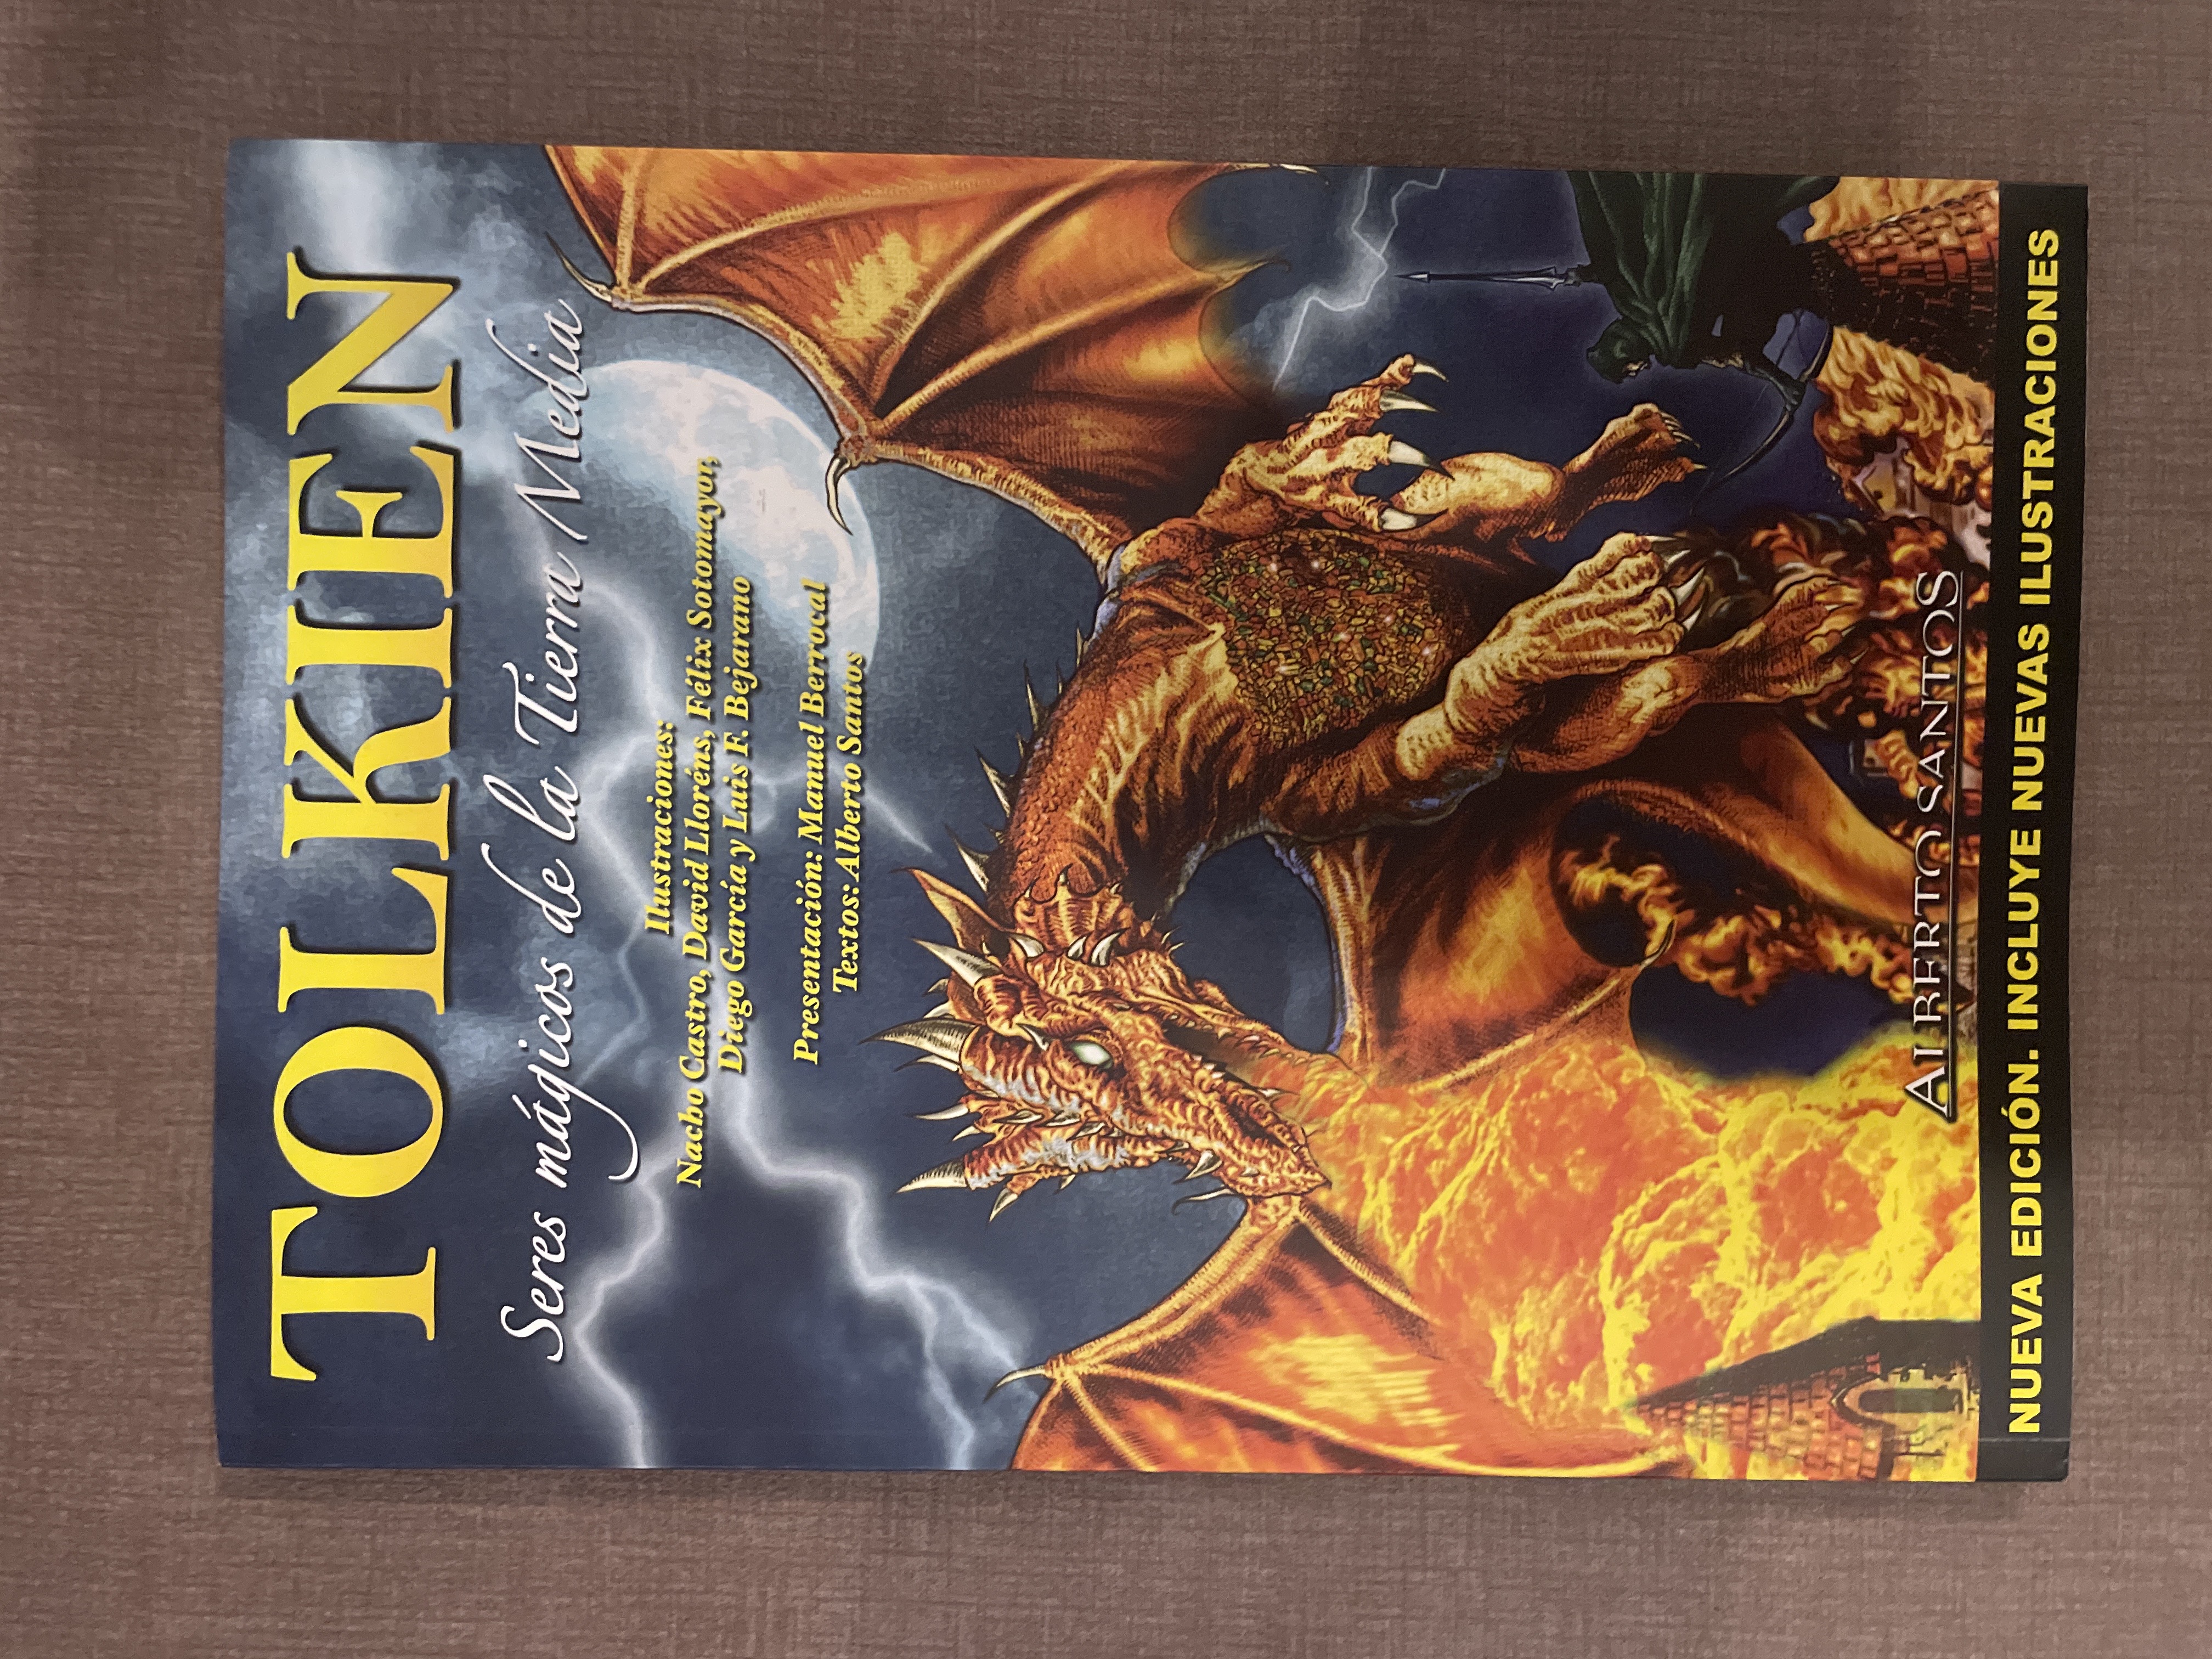 TOLKIEN
Seres mágicos de la Tierra Media
Ilustraciones:
Nacho Castro, David Lloréns, Félix Sotomayor,
Diego García y Luis F. Bejarano
Presentación: Manuel Berrocal
Textos: Alberto Santos
ALBERTO SANTOS
NUEVA EDICIÓN. INCLUYE NUEVAS ILUSTRACIONES